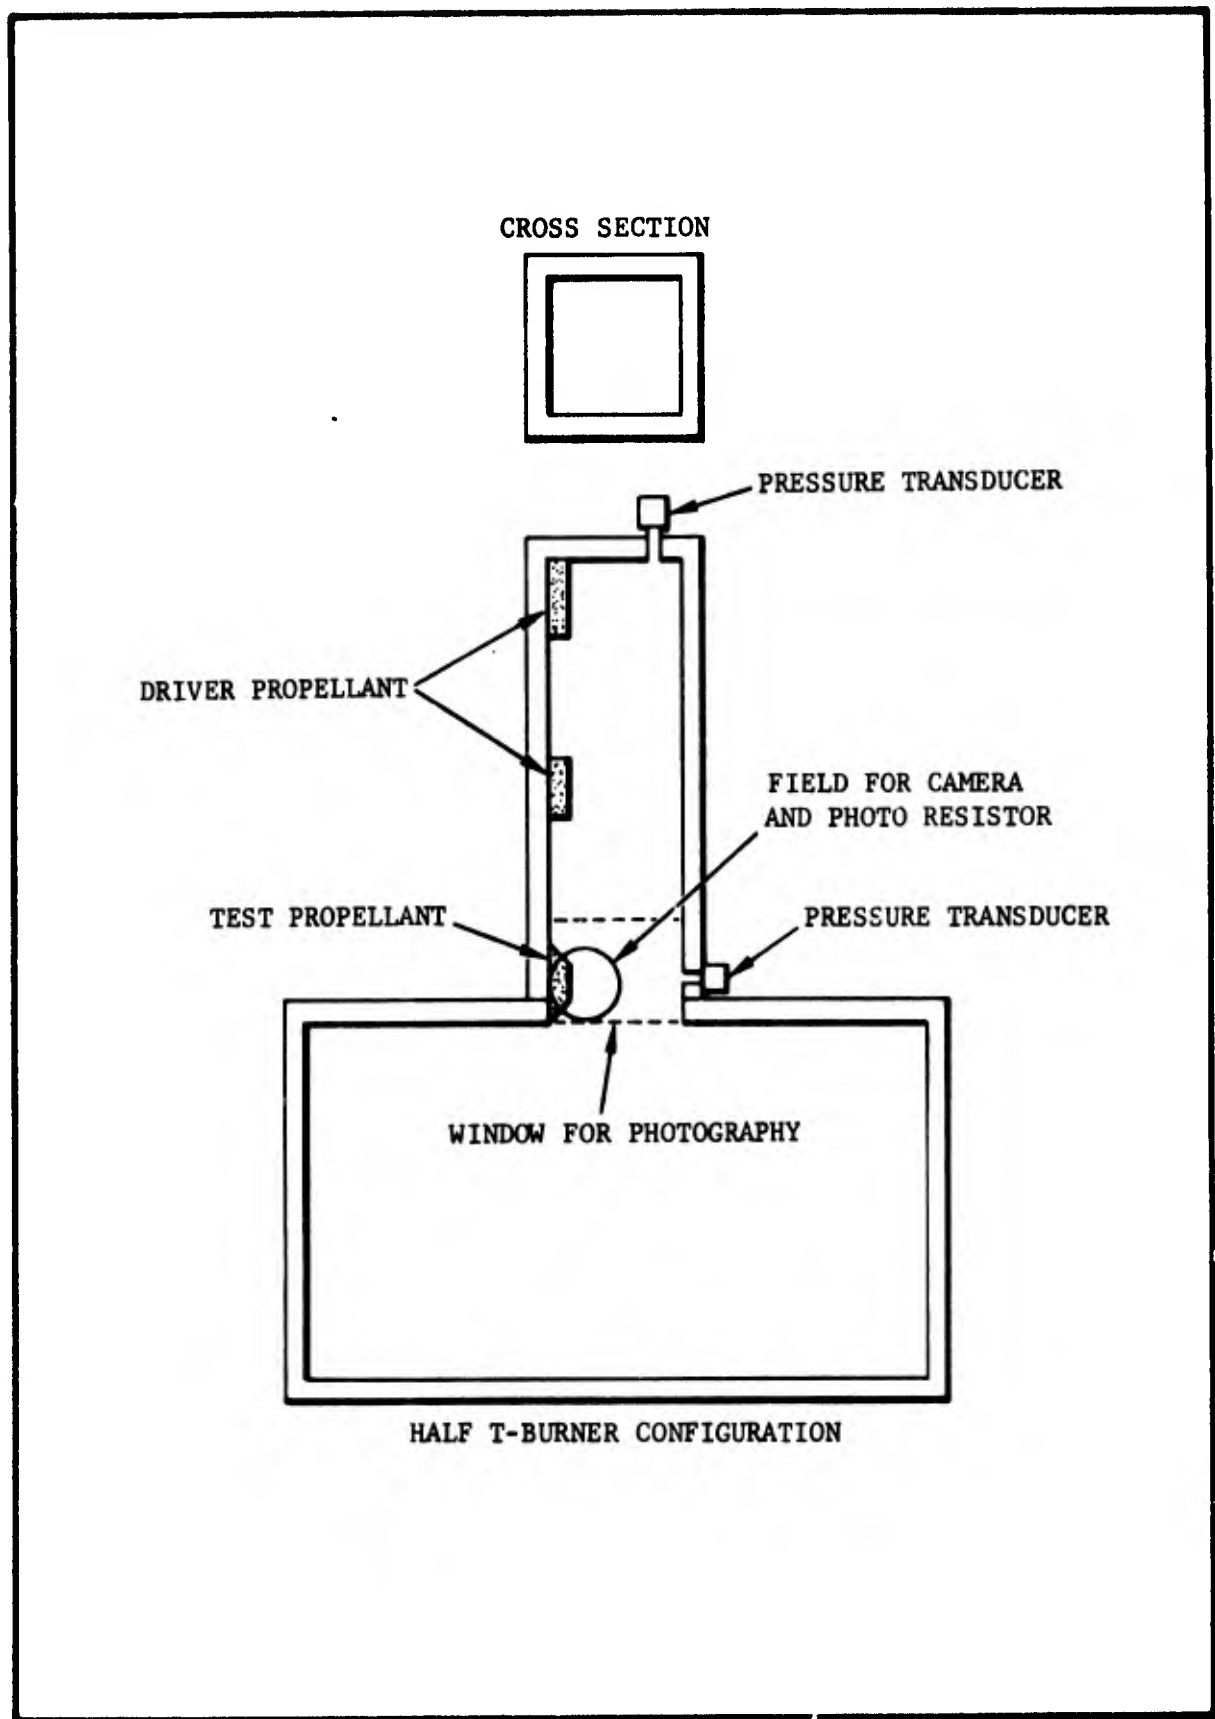 CROSS SECTION
PRESSURE TRANSDUCER
DRIVER PROPELLANT
FIELD FOR CAMERA
AND PHOTO RESISTOR
TEST PROPELLANT
PRESSURE TRANSDUCER
WINDOW FOR PHOTOGRAPHY
HALF T-BURNER CONFIGURATION